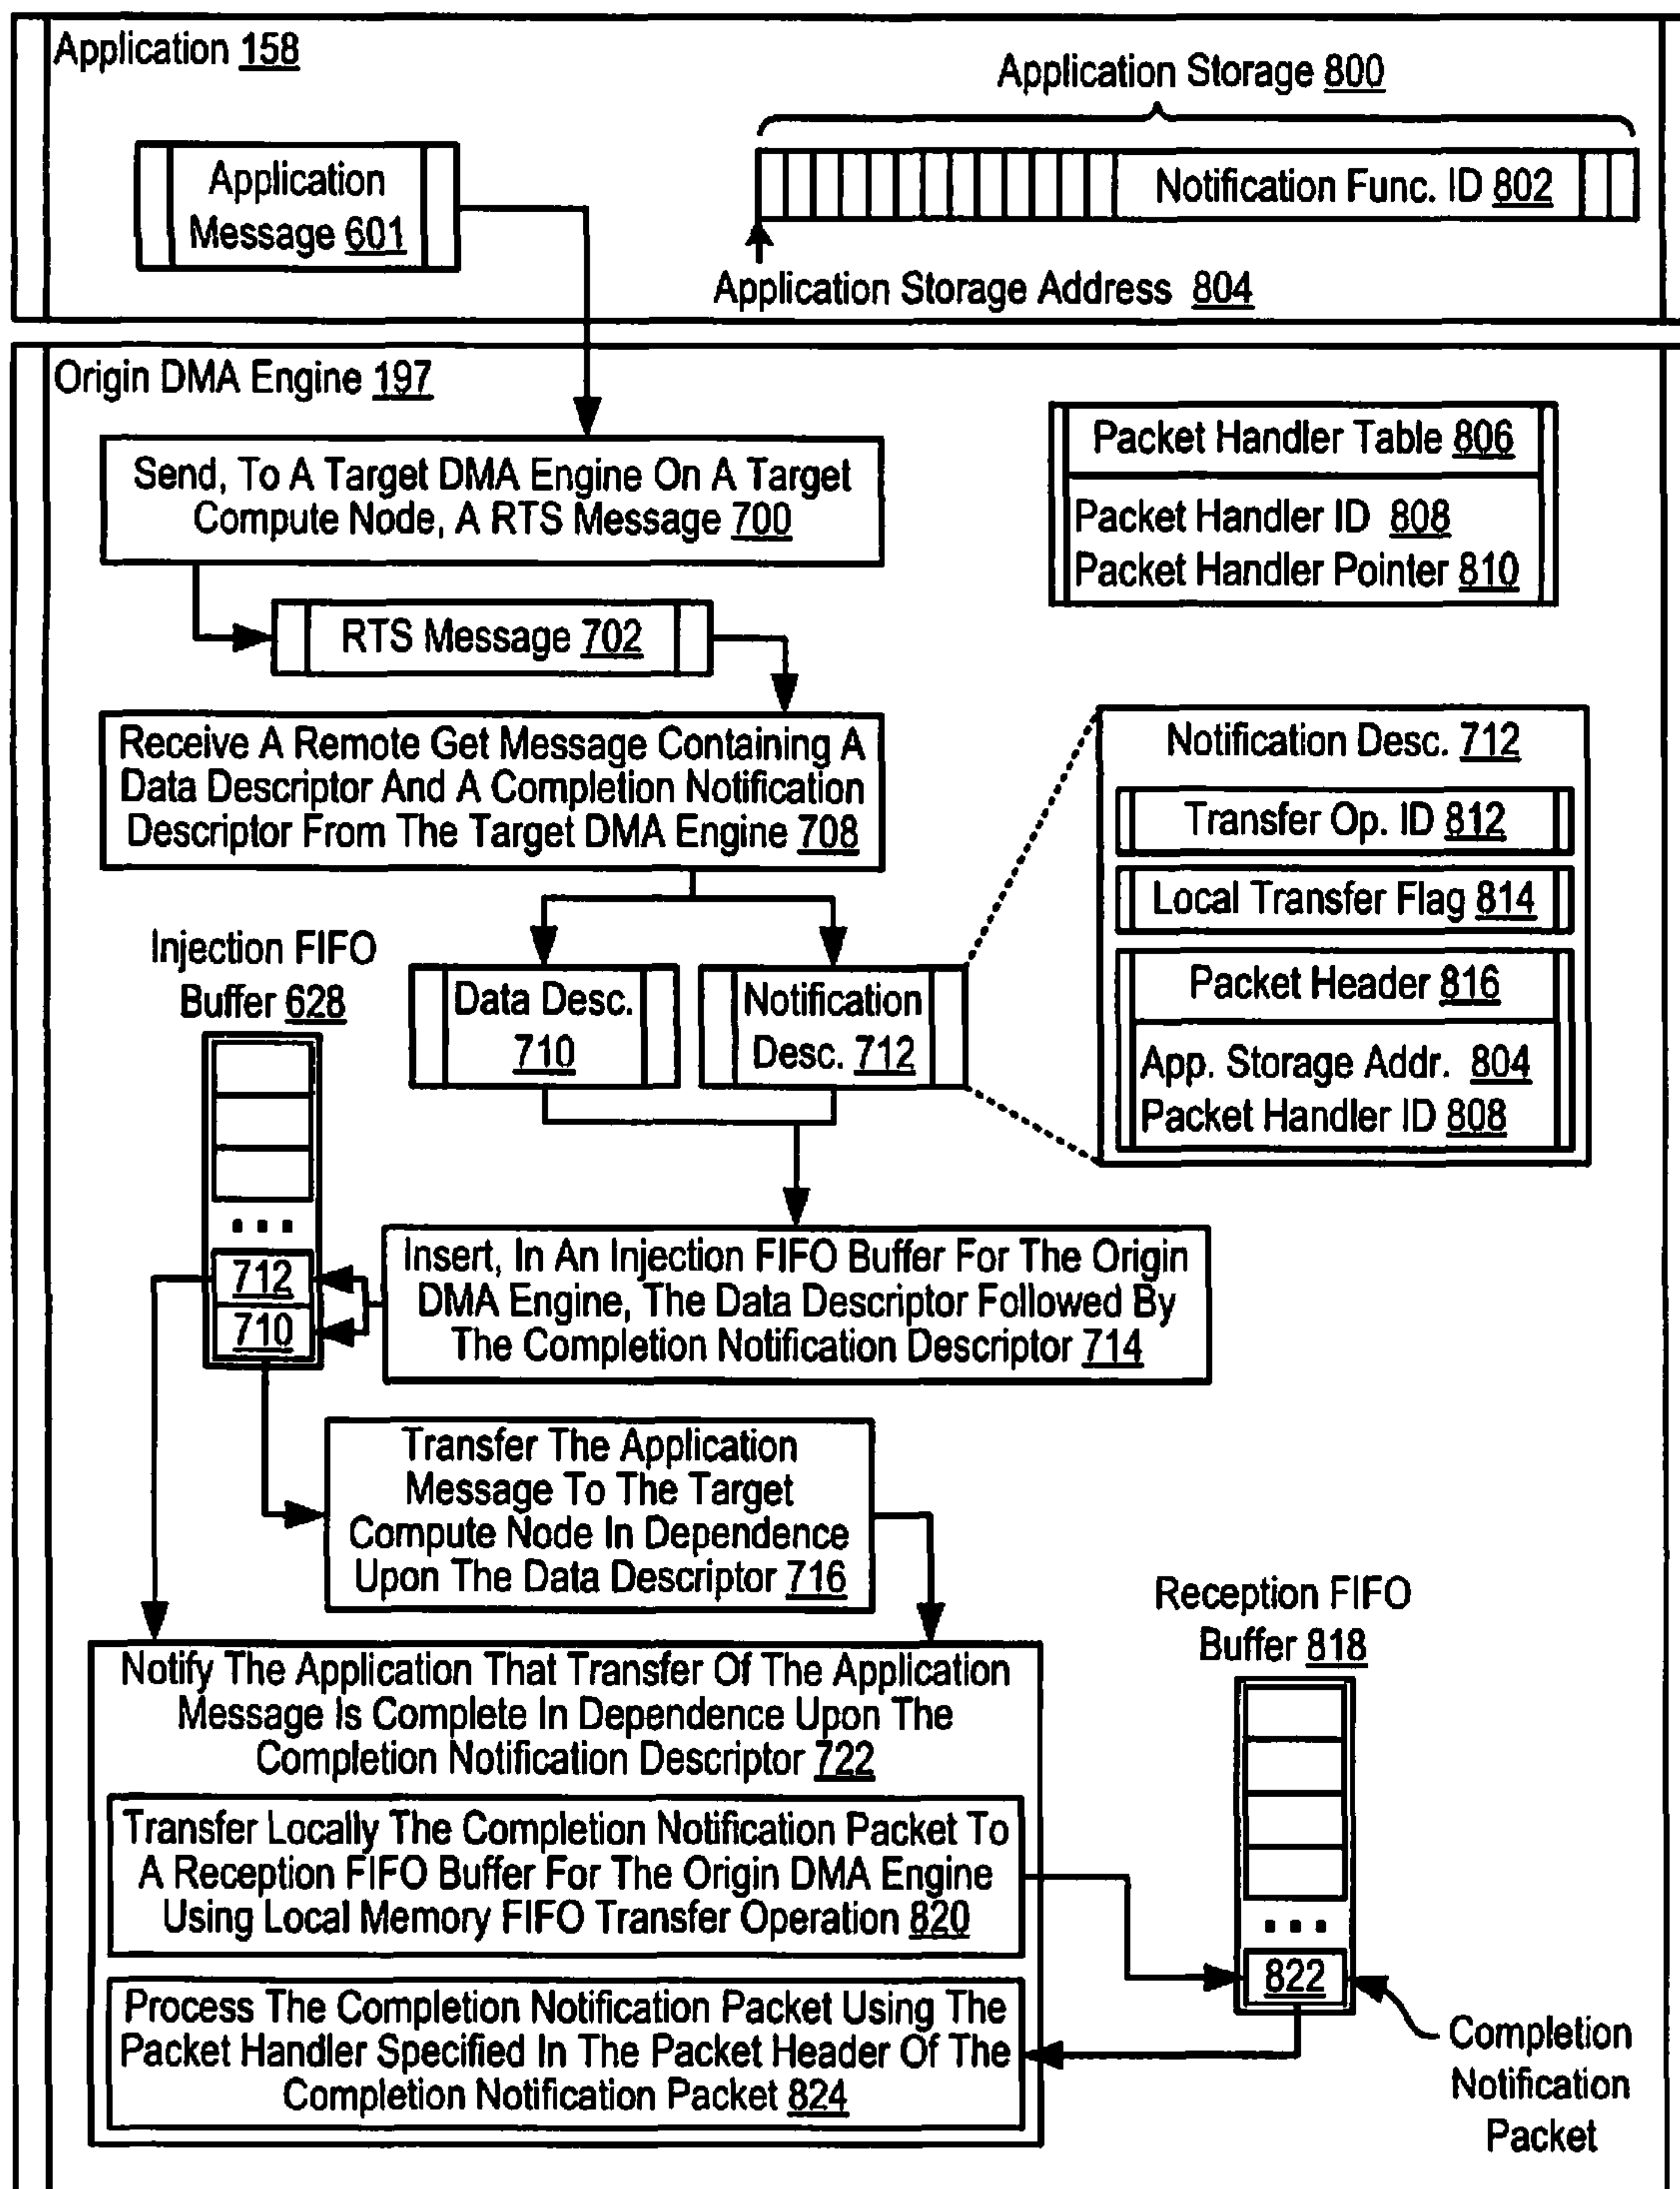 Application 158
Application Storage 800
Application
Message 601
Notification Func. ID 802
Application Storage Address 804
Origin DMA Engine 197
Send, To A Target DMA Engine On A Target
Compute Node, A RTS Message 700
Packet Handler Table 806
Packet Handler ID 808
Packet Handler Pointer 810
RTS Message 702
Receive A Remote Get Message Containing A
Data Descriptor And A Completion Notification
Descriptor From The Target DMA Engine 708
Notification Desc. 712
Transfer Op. ID 812
Local Transfer Flag 814
Packet Header 816
App. Storage Addr. 804
Packet Handler ID 808
Injection FIFO
Buffer 628
Data Desc.
710
Notification
Desc. 712
...
712
710
Insert, In An Injection FIFO Buffer For The Origin
DMA Engine, The Data Descriptor Followed By
The Completion Notification Descriptor 714
Transfer The Application
Message To The Target
Compute Node In Dependence
Upon The Data Descriptor 716
Reception FIFO
Buffer 818
Notify The Application That Transfer Of The Application
Message Is Complete In Dependence Upon The
Completion Notification Descriptor 722
Transfer Locally The Completion Notification Packet To
A Reception FIFO Buffer For The Origin DMA Engine
Using Local Memory FIFO Transfer Operation 820
...
822
Process The Completion Notification Packet Using The
Packet Handler Specified In The Packet Header Of The
Completion Notification Packet 824
Completion
Notification
Packet